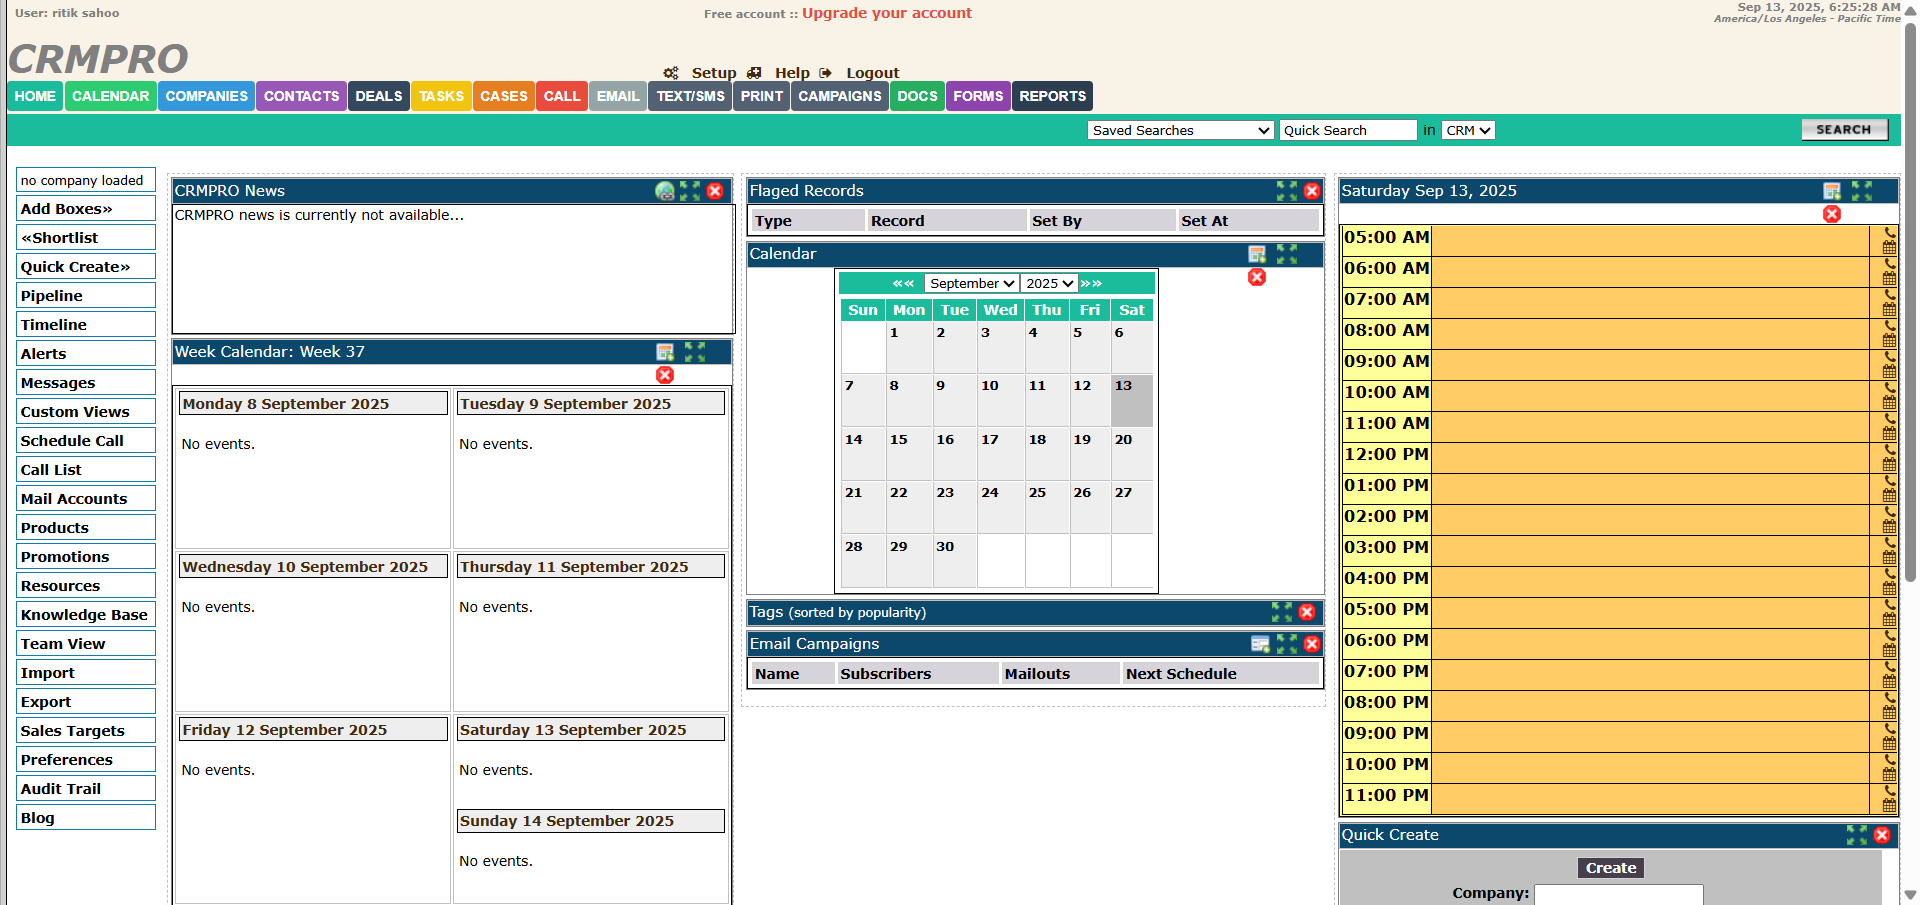 User: ritik sahoo
Free account :: Upgrade your account
Sep 13, 2025, 6:25:28 AM
America/Los Angeles - Pacific Time
CRMPRO
Setup Help Logout
HOME CALENDAR COMPANIES CONTACTS DEALS TASKS CASES CALL EMAIL TEXT/SMS PRINT CAMPAIGNS DOCS FORMS REPORTS
Saved Searches Quick Search in CRM SEARCH
no company loaded
Add Boxes»
«Shortlist
Quick Create»
Pipeline
Timeline
Alerts
Messages
Custom Views
Schedule Call
Call List
Mail Accounts
Products
Promotions
Resources
Knowledge Base
Team View
Import
Export
Sales Targets
Preferences
Audit Trail
Blog
CRMPRO News
CRMPRO news is currently not available...
Week Calendar: Week 37
Monday 8 September 2025
No events.
Tuesday 9 September 2025
No events.
Wednesday 10 September 2025
No events.
Thursday 11 September 2025
No events.
Friday 12 September 2025
No events.
Saturday 13 September 2025
No events.
Sunday 14 September 2025
No events.
Flaged Records
Type Record Set By Set At
Calendar
«« September 2025 »»
Sun Mon Tue Wed Thu Fri Sat
1 2 3 4 5 6
7 8 9 10 11 12 13
14 15 16 17 18 19 20
21 22 23 24 25 26 27
28 29 30
Tags (sorted by popularity)
Email Campaigns
Name Subscribers Mailouts Next Schedule
Saturday Sep 13, 2025
05:00 AM
06:00 AM
07:00 AM
08:00 AM
09:00 AM
10:00 AM
11:00 AM
12:00 PM
01:00 PM
02:00 PM
03:00 PM
04:00 PM
05:00 PM
06:00 PM
07:00 PM
08:00 PM
09:00 PM
10:00 PM
11:00 PM
Quick Create
Create
Company: